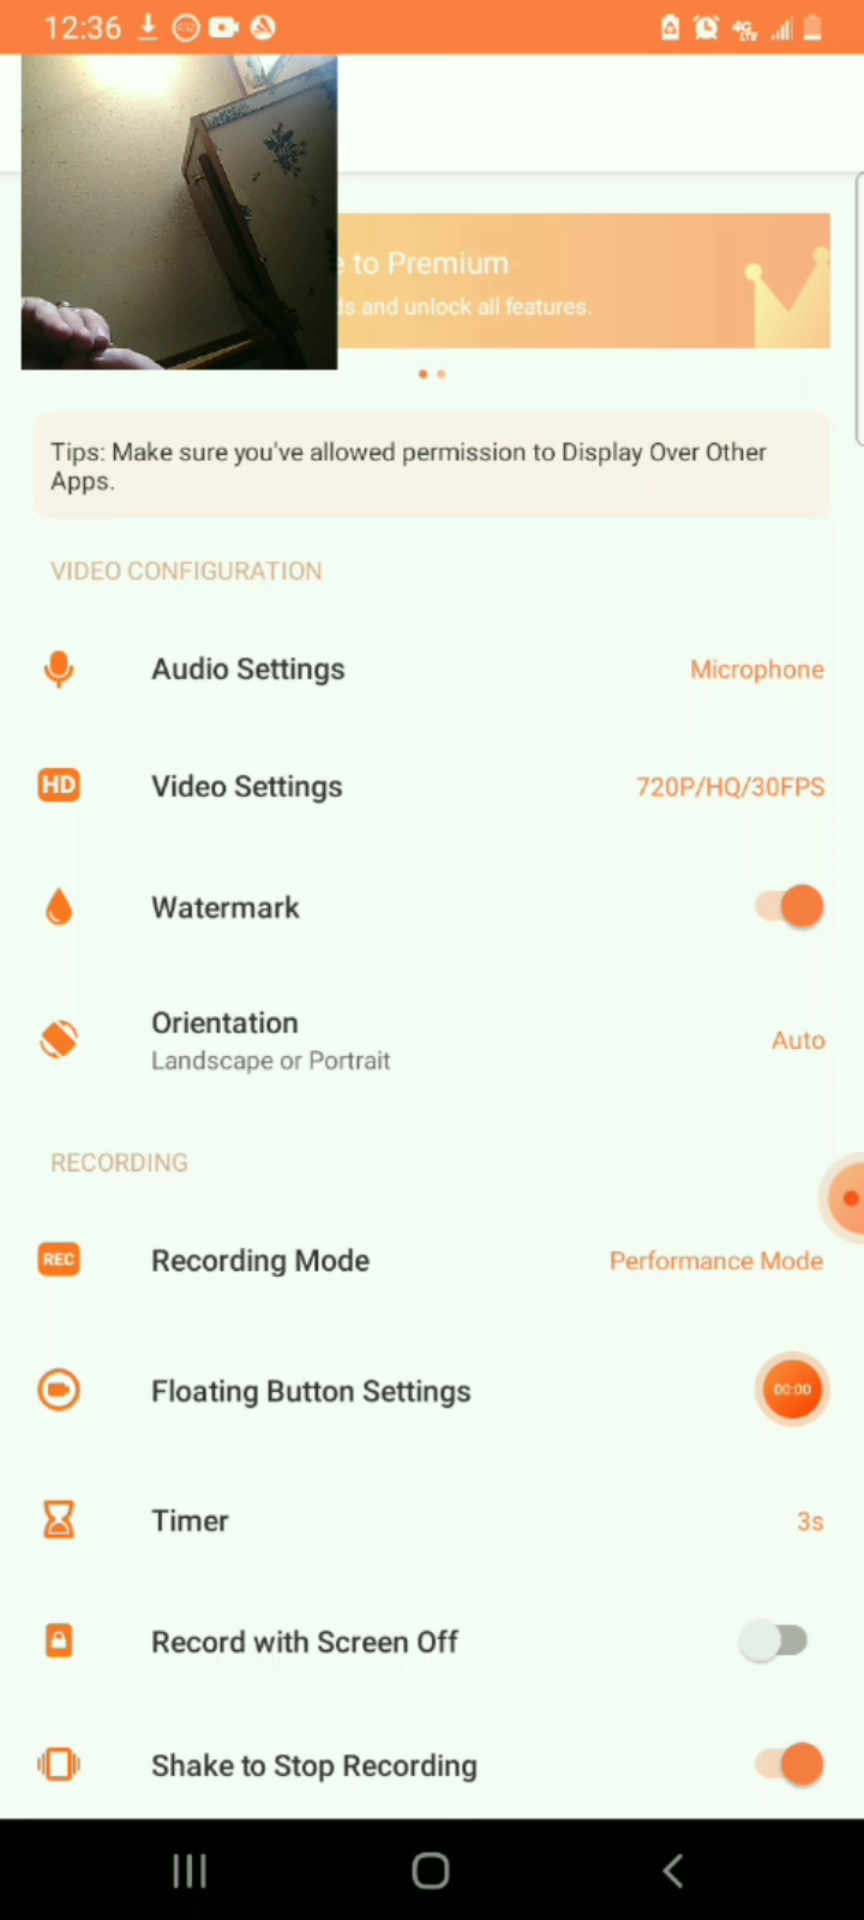 12:36
4G LTE
to Premium
and unlock all features.
Tips: Make sure you've allowed permission to Display Over Other
Apps.
VIDEO CONFIGURATION
Audio Settings Microphone
HD Video Settings 720P/HQ/30FPS
Watermark
Orientation
Landscape or Portrait Auto
RECORDING
REC Recording Mode Performance Mode
Floating Button Settings 00:00
Timer 3s
Record with Screen Off
Shake to Stop Recording